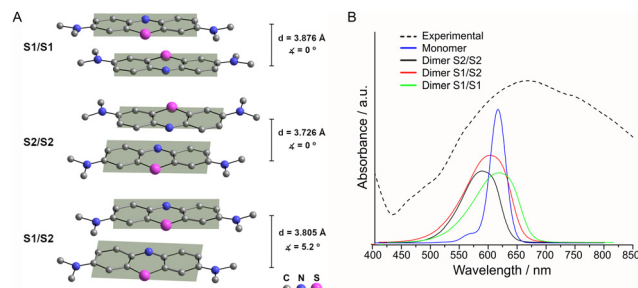 A
S1/S1
d = 3.876 Å
∡ = 0 º
S2/S2
d = 3.726 Å
∡ = 0 º
S1/S2
d = 3.805 Å
∡ = 5.2 º
C N S
B
Experimental
Monomer
Dimer S2/S2
Dimer S1/S2
Dimer S1/S1
Absorbance / a.u.
400 450 500 550 600 650 700 750 800 850
Wavelength / nm